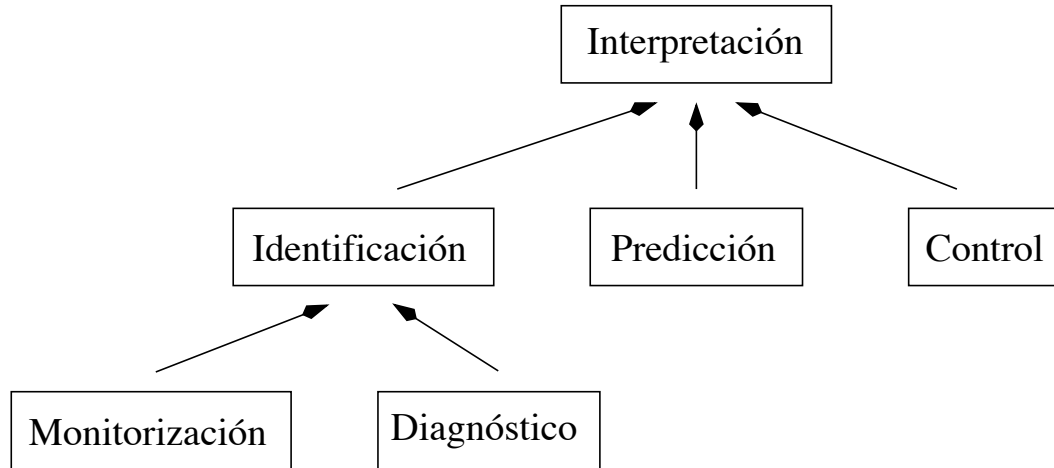 Interpretación
Identificación
Predicción
Control
Monitorización
Diagnóstico